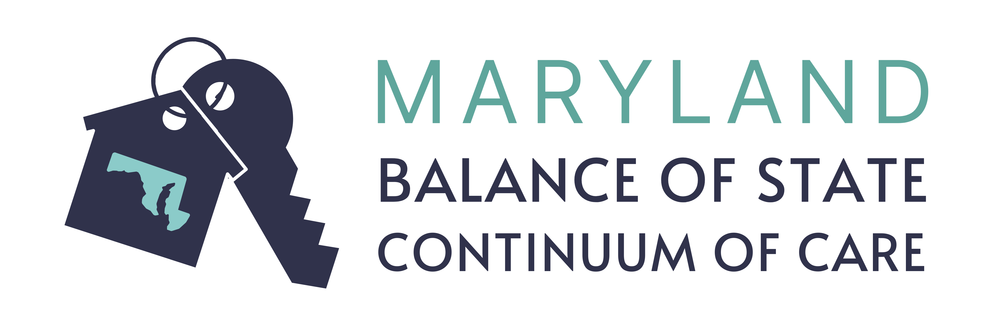 MARYLAND
BALANCE OF STATE
CONTINUUM OF CARE